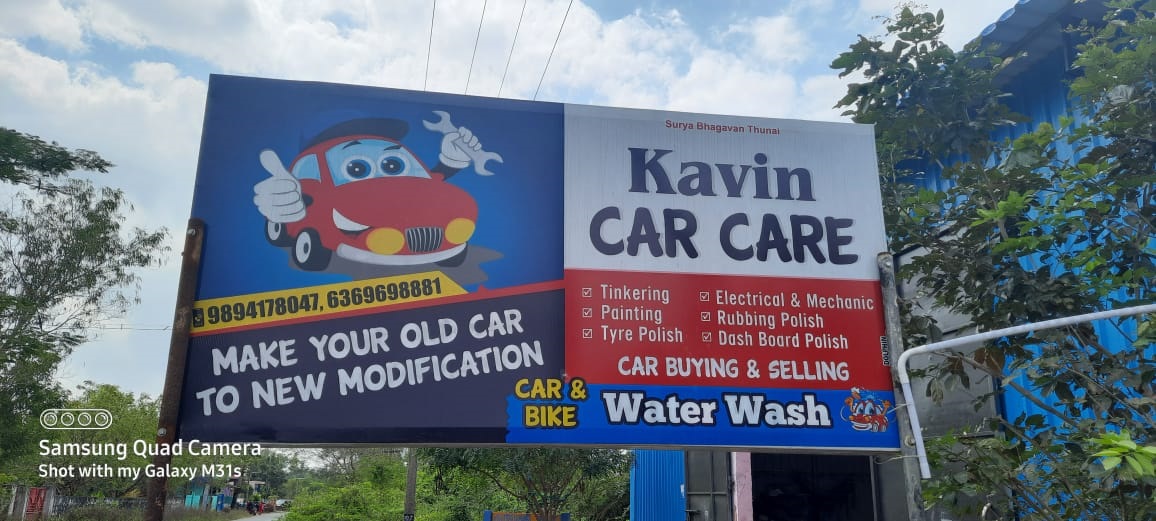 Surya Bhagavan Thunai
Kavin
CAR CARE
9894178047, 6369698881
MAKE YOUR OLD CAR
TO NEW MODIFICATION
Tinkering
Painting
Tyre Polish
Electrical & Mechanic
Rubbing Polish
Dash Board Polish
CAR BUYING & SELLING
CAR &
BIKE
Water Wash
DOLPHIN
Samsung Quad Camera
Shot with my Galaxy M31s